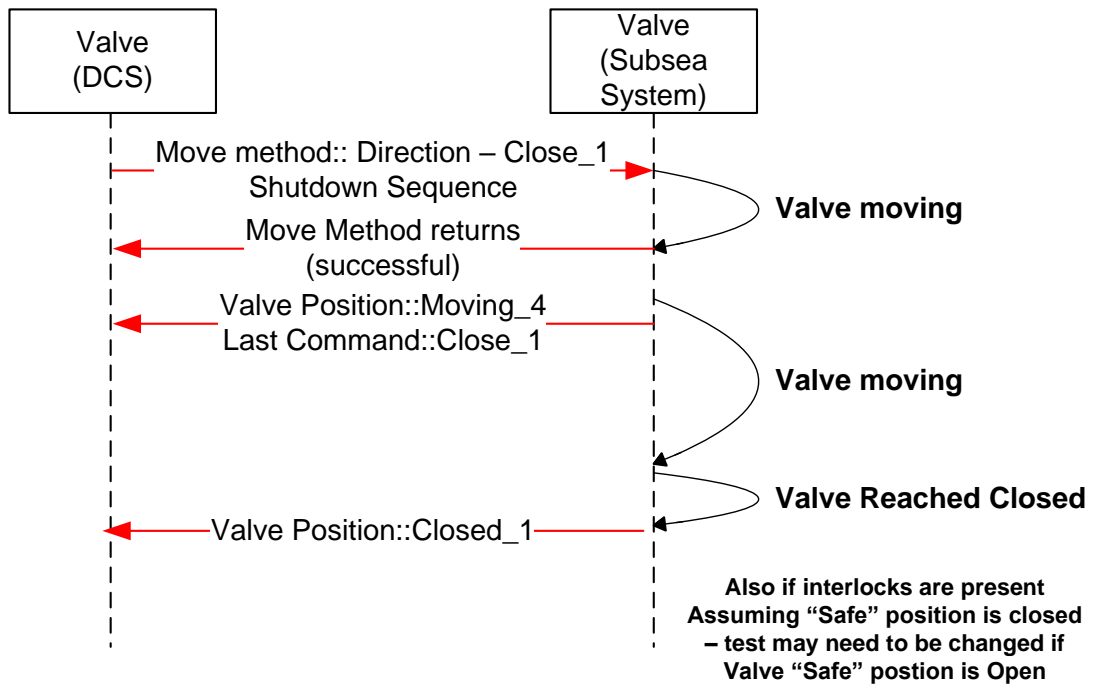 Valve
(DCS)
Valve
(Subsea
System)
Move method:: Direction – Close_1
Shutdown Sequence
Valve moving
Move Method returns
(successful)
Valve Position::Moving_4
Last Command::Close_1
Valve moving
Valve Reached Closed
Valve Position::Closed_1
Also if interlocks are present
Assuming “Safe” position is closed
– test may need to be changed if
Valve “Safe” postion is Open